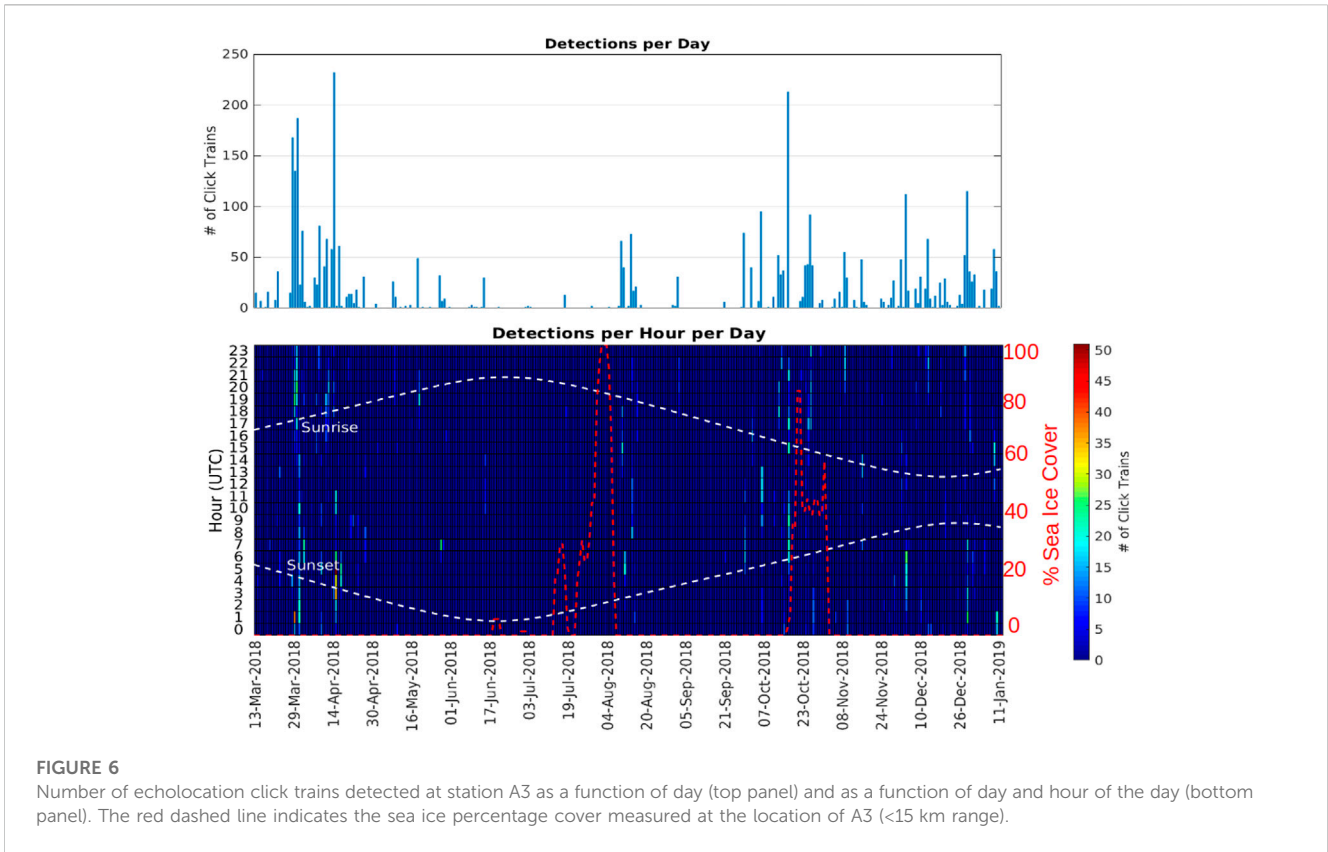 Detections per Day
# of Click Trains
250
200
150
100
50
0
Detections per Hour per Day
Hour (UTC)
23
22
21
20
19
18
17
16
15
14
13
12
11
10
9
8
7
6
5
4
3
2
1
0
Sunrise
Sunset
100
80
60
40
20
0
% Sea Ice Cover
50
45
40
35
30
25
20
15
10
5
0
# of Click Trains
13-Mar-2018
29-Mar-2018
14-Apr-2018
30-Apr-2018
16-May-2018
01-Jun-2018
17-Jun-2018
03-Jul-2018
19-Jul-2018
04-Aug-2018
20-Aug-2018
05-Sep-2018
21-Sep-2018
07-Oct-2018
23-Oct-2018
08-Nov-2018
24-Nov-2018
10-Dec-2018
26-Dec-2018
11-Jan-2019
FIGURE 6
Number of echolocation click trains detected at station A3 as a function of day (top panel) and as a function of day and hour of the day (bottom
panel). The red dashed line indicates the sea ice percentage cover measured at the location of A3 (<15 km range).